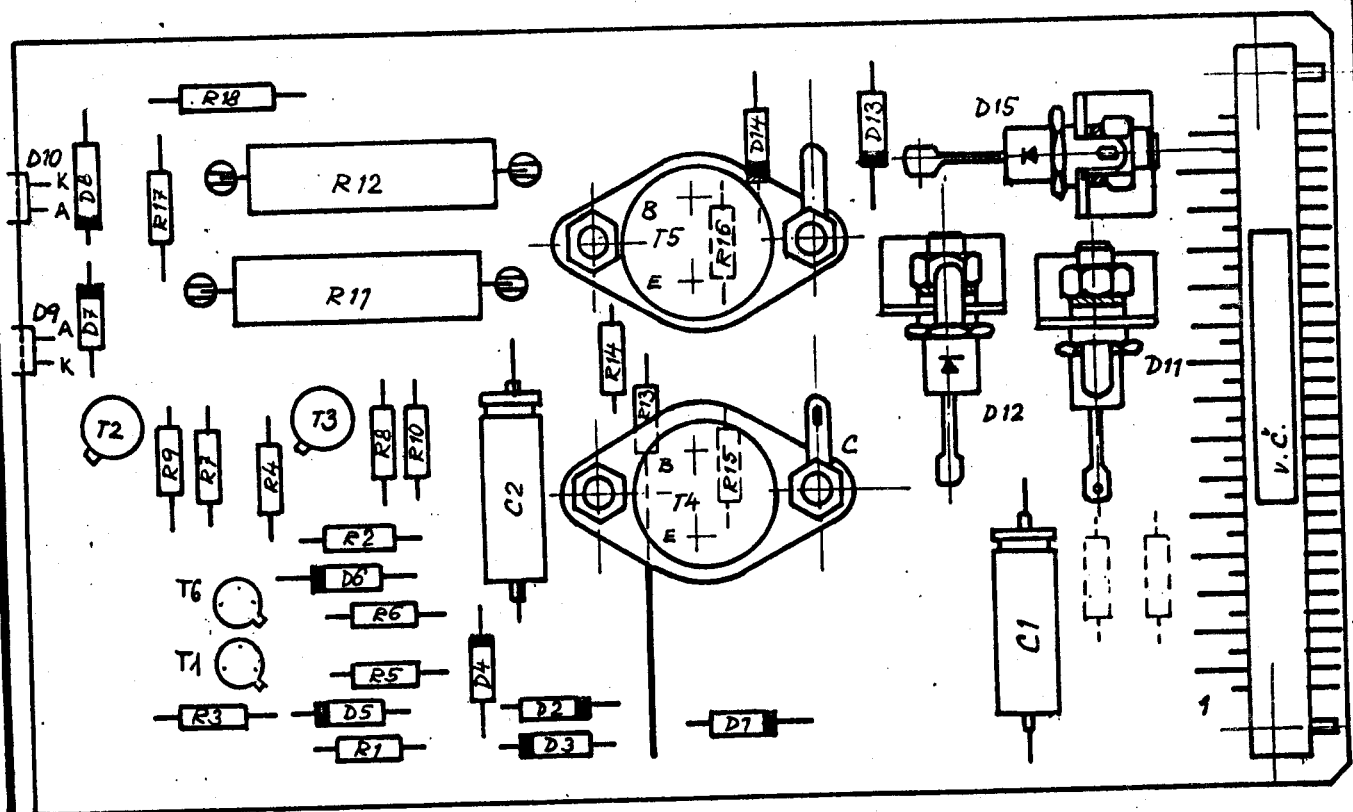 R18
D14
D13
D15
D10
K
A
D8
R17
R12
B
T5
E
R16
R11
D9
A
K
D7
R14
D11
D12
T2
R9
R7
R4
T3
R8
R10
C2
R13
B
T4
E
R15
C
v.č.
R2
D6
R6
T6
T1
R5
D4
C1
R3
D5
R1
D2
D3
D1
1